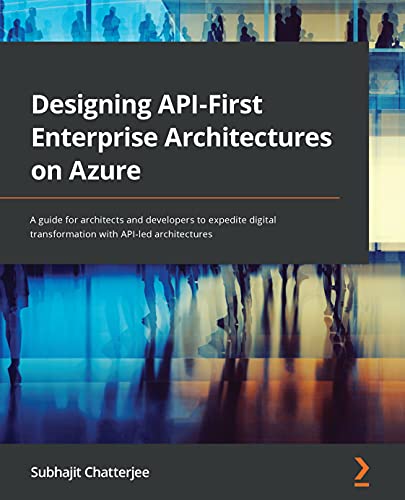 Designing API-First
Enterprise Architectures
on Azure
A guide for architects and developers to expedite digital
transformation with API-led architectures
Subhajit Chatterjee